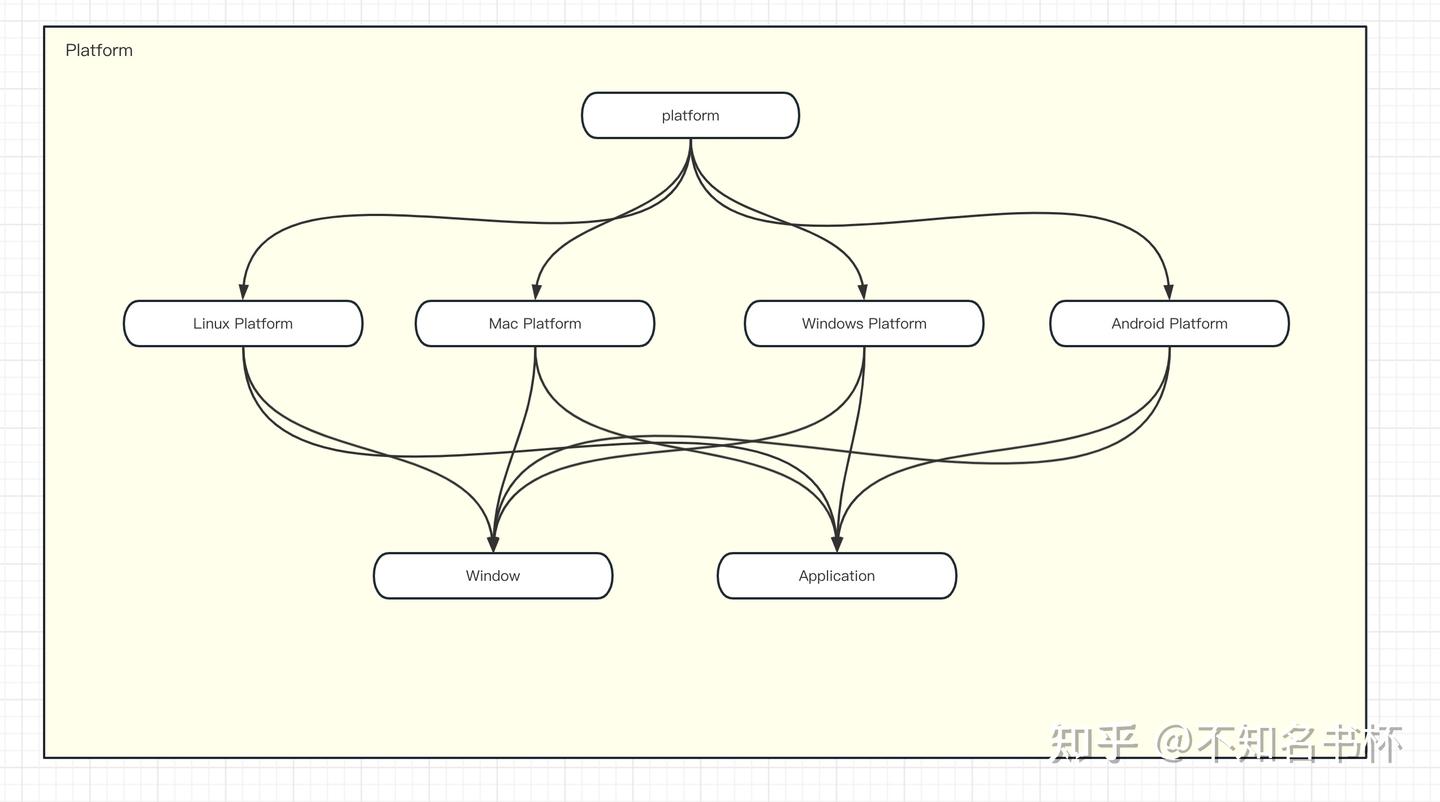 Platform
platform
Linux Platform
Mac Platform
Windows Platform
Android Platform
Window
Application
知乎 @不知名书杯